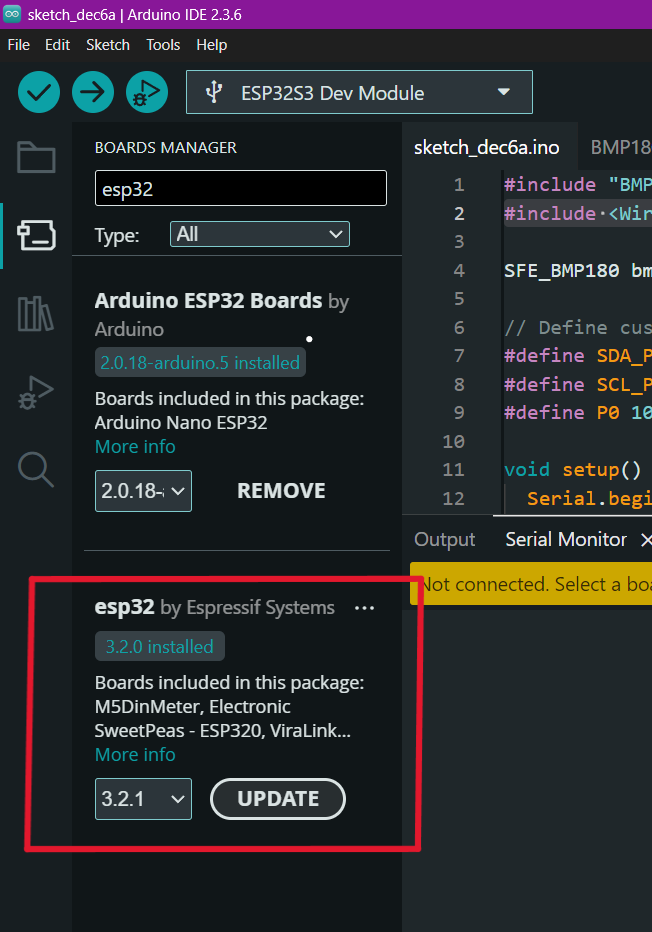 sketch_dec6a | Arduino IDE 2.3.6
File Edit Sketch Tools Help
ESP32S3 Dev Module
BOARDS MANAGER
esp32
Type: All
Arduino ESP32 Boards by
Arduino
2.0.18-arduino.5 installed
Boards included in this package:
Arduino Nano ESP32
More info
2.0.18- REMOVE
esp32 by Espressif Systems ...
3.2.0 installed
Boards included in this package:
M5DinMeter, Electronic
SweetPeas - ESP320, ViraLink...
More info
3.2.1 UPDATE
sketch_dec6a.ino BMP18
1 #include "BMP
2 #include <Wir
3
4 SFE_BMP180 bm
5
6 // Define cus
7 #define SDA_P
8 #define SCL_P
9 #define P0 10
10
11 void setup()
12 Serial.begi
Output Serial Monitor
Not connected. Select a boa